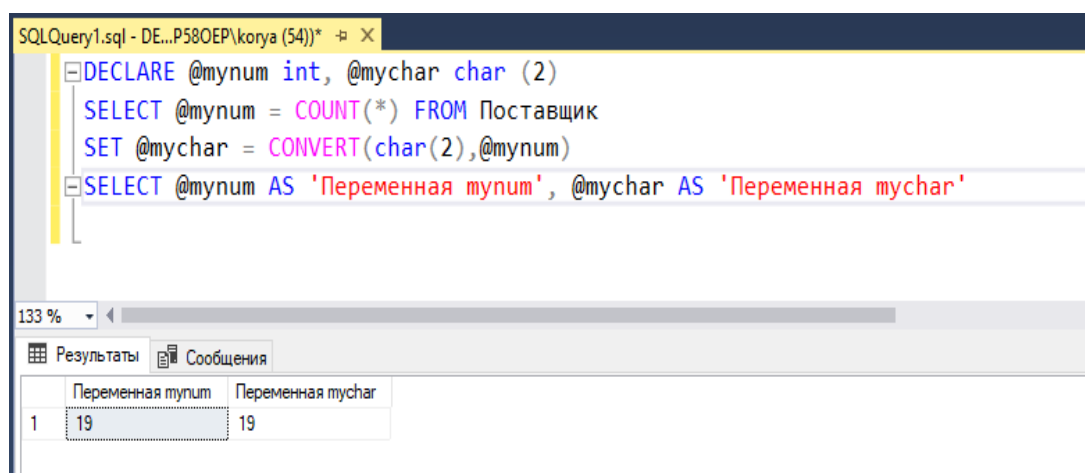 SQLQuery1.sql - DE...P58OEP\korya (54))*
DECLARE @mynum int, @mychar char (2)
SELECT @mynum = COUNT(*) FROM Поставщик
SET @mychar = CONVERT(char(2),@mynum)
SELECT @mynum AS 'Переменная mynum', @mychar AS 'Переменная mychar'
133 %
Результаты Сообщения
Переменная mynum Переменная mychar
1 19 19